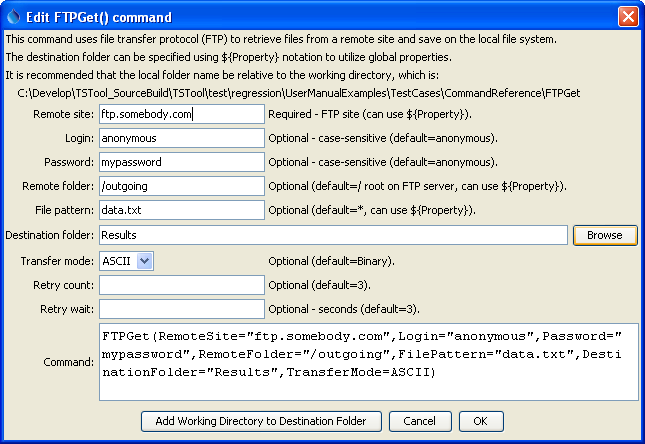 Edit FTPGet() command
This command uses file transfer protocol (FTP) to retrieve files from a remote site and save on the local file system.
The destination folder can be specified using ${Property} notation to utilize global properties.
It is recommended that the local folder name be relative to the working directory, which is:
C:\Develop\TSTool_SourceBuild\TSTool\test\regression\UserManualExamples\TestCases\CommandReference\FTPGet
Remote site: ftp.somebody.com Required - FTP site (can use ${Property}).
Login: anonymous Optional - case-sensitive (default=anonymous).
Password: mypassword Optional - case-sensitive (default=anonymous).
Remote folder: /outgoing Optional (default=/ root on FTP server, can use ${Property}).
File pattern: data.txt Optional (default=*, can use ${Property}).
Destination folder: Results Browse
Transfer mode: ASCII Optional (default=Binary).
Retry count: Optional (default=3).
Retry wait: Optional - seconds (default=3).
Command: FTPGet(RemoteSite="ftp.somebody.com",Login="anonymous",Password="
mypassword",RemoteFolder="/outgoing",FilePattern="data.txt",Desti
nationFolder="Results",TransferMode=ASCII)
Add Working Directory to Destination Folder Cancel OK